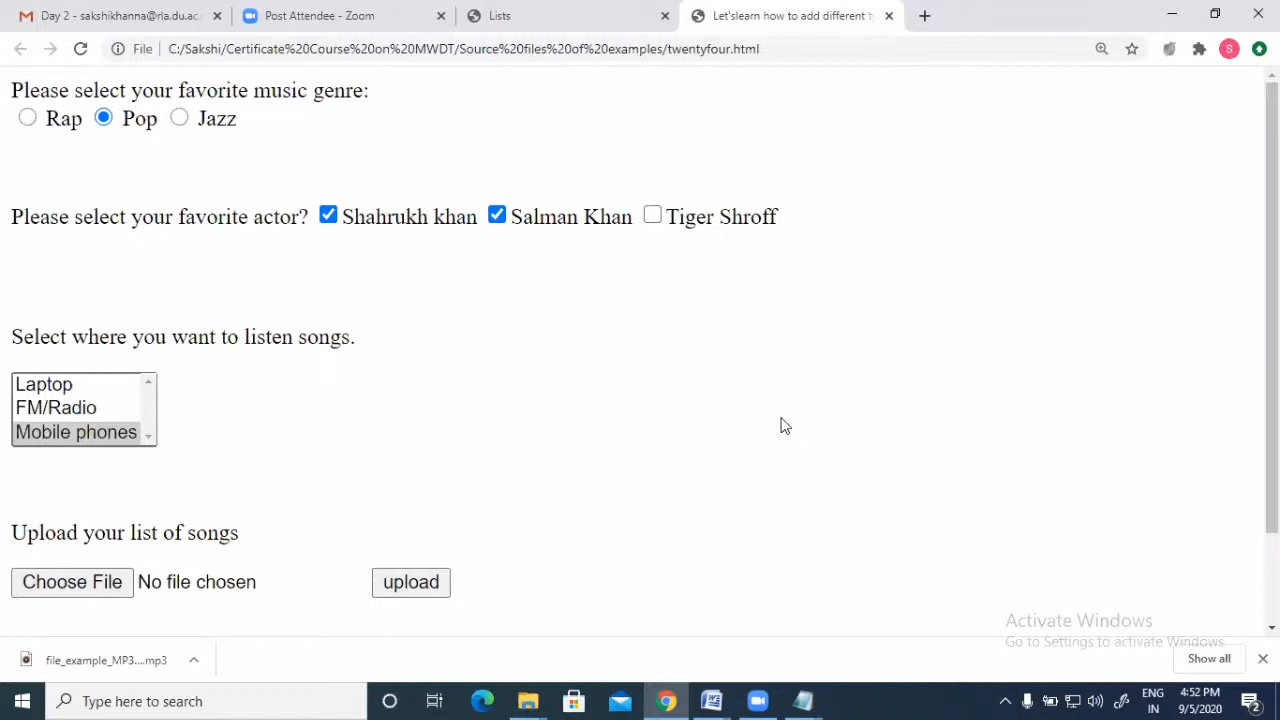 Day 2 - sakshikhanna@rla.du.ac.
Post Attendee - Zoom
Lists
Let'slearn how to add different t
File
C:/Sakshi/Certificate%20Course%20on%20MWDT/Source%20files%20of%20examples/twentyfour.html
S
Please select your favorite music genre:
Rap Pop Jazz
Please select your favorite actor? Shahrukh khan Salman Khan Tiger Shroff
Select where you want to listen songs.
Laptop
FM/Radio
Mobile phones
Upload your list of songs
Choose File No file chosen upload
Activate Windows
Go to Settings to activate Windows.
file_example_MP3....mp3
Show all
Type here to search
ENG
IN
4:52 PM
9/5/2020
2